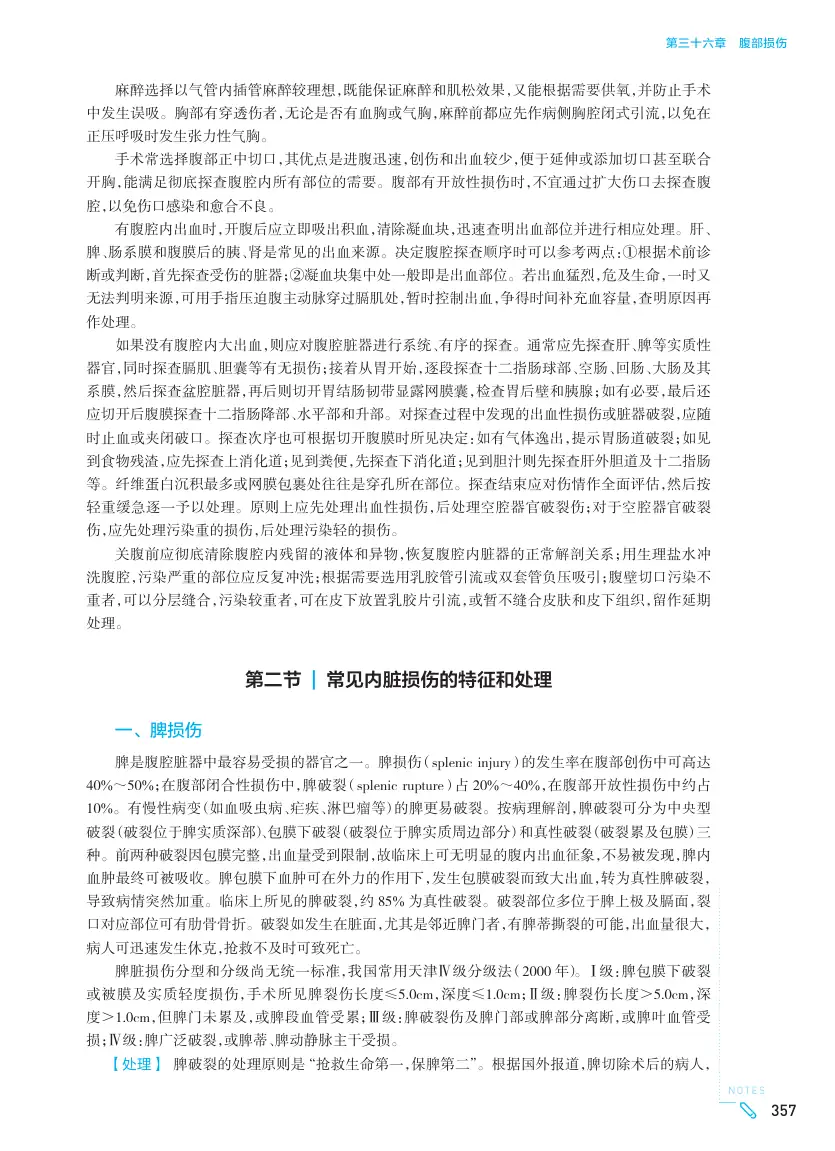 第三十六章　腹部损伤
麻醉选择以气管内插管麻醉较理想,既能保证麻醉和肌松效果,又能根据需要供氧,并防止手术
中发生误吸。胸部有穿透伤者,无论是否有血胸或气胸,麻醉前都应先作病侧胸腔闭式引流,以免在
正压呼吸时发生张力性气胸。
手术常选择腹部正中切口,其优点是进腹迅速,创伤和出血较少,便于延伸或添加切口甚至联合
开胸,能满足彻底探查腹腔内所有部位的需要。腹部有开放性损伤时,不宜通过扩大伤口去探查腹
腔,以免伤口感染和愈合不良。
有腹腔内出血时,开腹后应立即吸出积血,清除凝血块,迅速查明出血部位并进行相应处理。肝、
脾、肠系膜和腹膜后的胰、肾是常见的出血来源。决定腹腔探查顺序时可以参考两点:①根据术前诊
断或判断,首先探查受伤的脏器;②凝血块集中处一般即是出血部位。若出血猛烈,危及生命,一时又
无法判明来源,可用手指压迫腹主动脉穿过膈肌处,暂时控制出血,争得时间补充血容量,查明原因再
作处理。
如果没有腹腔内大出血,则应对腹腔脏器进行系统、有序的探查。通常应先探查肝、脾等实质性
器官,同时探查膈肌、胆囊等有无损伤;接着从胃开始,逐段探查十二指肠球部、空肠、回肠、大肠及其
系膜,然后探查盆腔脏器,再后则切开胃结肠韧带显露网膜囊,检查胃后壁和胰腺;如有必要,最后还
应切开后腹膜探查十二指肠降部、水平部和升部。对探查过程中发现的出血性损伤或脏器破裂,应随
时止血或夹闭破口。探查次序也可根据切开腹膜时所见决定:如有气体逸出,提示胃肠道破裂;如见
到食物残渣,应先探查上消化道;见到粪便,先探查下消化道;见到胆汁则先探查肝外胆道及十二指肠
等。纤维蛋白沉积最多或网膜包裹处往往是穿孔所在部位。探查结束应对伤情作全面评估,然后按
轻重缓急逐一予以处理。原则上应先处理出血性损伤,后处理空腔器官破裂伤;对于空腔器官破裂
伤,应先处理污染重的损伤,后处理污染轻的损伤。
关腹前应彻底清除腹腔内残留的液体和异物,恢复腹腔内脏器的正常解剖关系;用生理盐水冲
洗腹腔,污染严重的部位应反复冲洗;根据需要选用乳胶管引流或双套管负压吸引;腹壁切口污染不
重者,可以分层缝合,污染较重者,可在皮下放置乳胶片引流,或暂不缝合皮肤和皮下组织,留作延期
处理。
第二节 | 常见内脏损伤的特征和处理
一、脾损伤
脾是腹腔脏器中最容易受损的器官之一。脾损伤(splenic injury)的发生率在腹部创伤中可高达
40%～50%;在腹部闭合性损伤中,脾破裂(splenic rupture)占 20%～40%,在腹部开放性损伤中约占
10%。有慢性病变(如血吸虫病、疟疾、淋巴瘤等)的脾更易破裂。按病理解剖,脾破裂可分为中央型
破裂(破裂位于脾实质深部)、包膜下破裂(破裂位于脾实质周边部分)和真性破裂(破裂累及包膜)三
种。前两种破裂因包膜完整,出血量受到限制,故临床上可无明显的腹内出血征象,不易被发现,脾内
血肿最终可被吸收。脾包膜下血肿可在外力的作用下,发生包膜破裂而致大出血,转为真性脾破裂,
导致病情突然加重。临床上所见的脾破裂,约 85% 为真性破裂。破裂部位多位于脾上极及膈面,裂
口对应部位可有肋骨骨折。破裂如发生在脏面,尤其是邻近脾门者,有脾蒂撕裂的可能,出血量很大,
病人可迅速发生休克,抢救不及时可致死亡。
脾脏损伤分型和分级尚无统一标准,我国常用天津Ⅳ级分级法(2000 年)。Ⅰ级:脾包膜下破裂
或被膜及实质轻度损伤,手术所见脾裂伤长度≤5.0cm,深度≤1.0cm;Ⅱ级:脾裂伤长度>5.0cm,深
度>1.0cm,但脾门未累及,或脾段血管受累;Ⅲ级:脾破裂伤及脾门部或脾部分离断,或脾叶血管受
损;Ⅳ级:脾广泛破裂,或脾蒂、脾动静脉主干受损。
【处理】 脾破裂的处理原则是“抢救生命第一,保脾第二”。根据国外报道,脾切除术后的病人,
NOTES
357